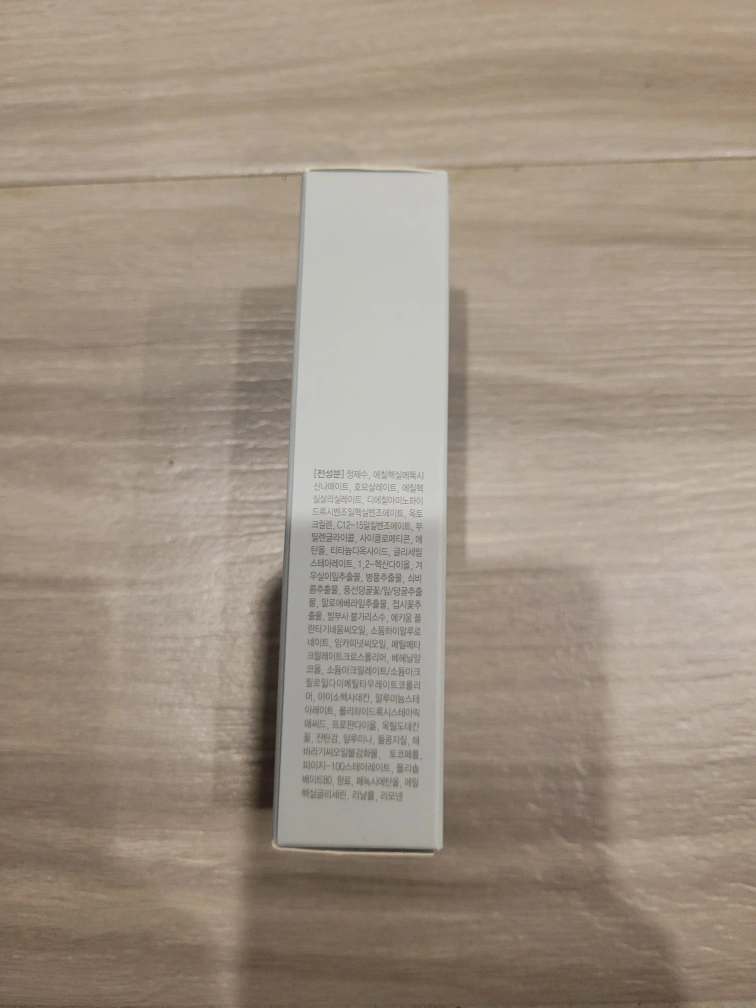 [전성분] 정제수, 에칠헥실메톡시
신나메이트, 호모살레이트, 에칠헥
실살리실레이트, 디에칠아미노하이
드록시벤조일헥실벤조에이트, 옥토
크릴렌, C12-15알킬벤조에이트, 부
틸렌글라이콜, 사이클로메티콘, 에
탄올, 티타늄디옥사이드, 글리세릴
스테아레이트, 1,2-헥산다이올, 겨
우살이잎추출물, 병풀추출물, 쇠비
름추출물, 풍선덩굴꽃/잎/덩굴추출
물, 알로에베라잎추출물, 접시꽃추
출물, 밤부사 불가리스수, 에키움 플
란타기네움씨오일, 소듐하이알루로
네이트, 잉카피넛씨오일, 메틸메타
크릴레이트크로스폴리머, 베헤닐알
코올, 소듐아크릴레이트/소듐아크
릴로일다이메틸타우레이트코폴리
머, 아이소헥사데칸, 알루미늄스테
아레이트, 폴리하이드록시스테아릭
애씨드, 프로판다이올, 옥틸도데칸
올, 잔탄검, 알루미나, 돌콩지질, 해
바라기씨오일불검화물, 토코페롤,
피이지-100스테아레이트, 폴리솔
베이트80, 향료, 페녹시에탄올, 에틸
헥실글리세린, 리날룰, 리모넨